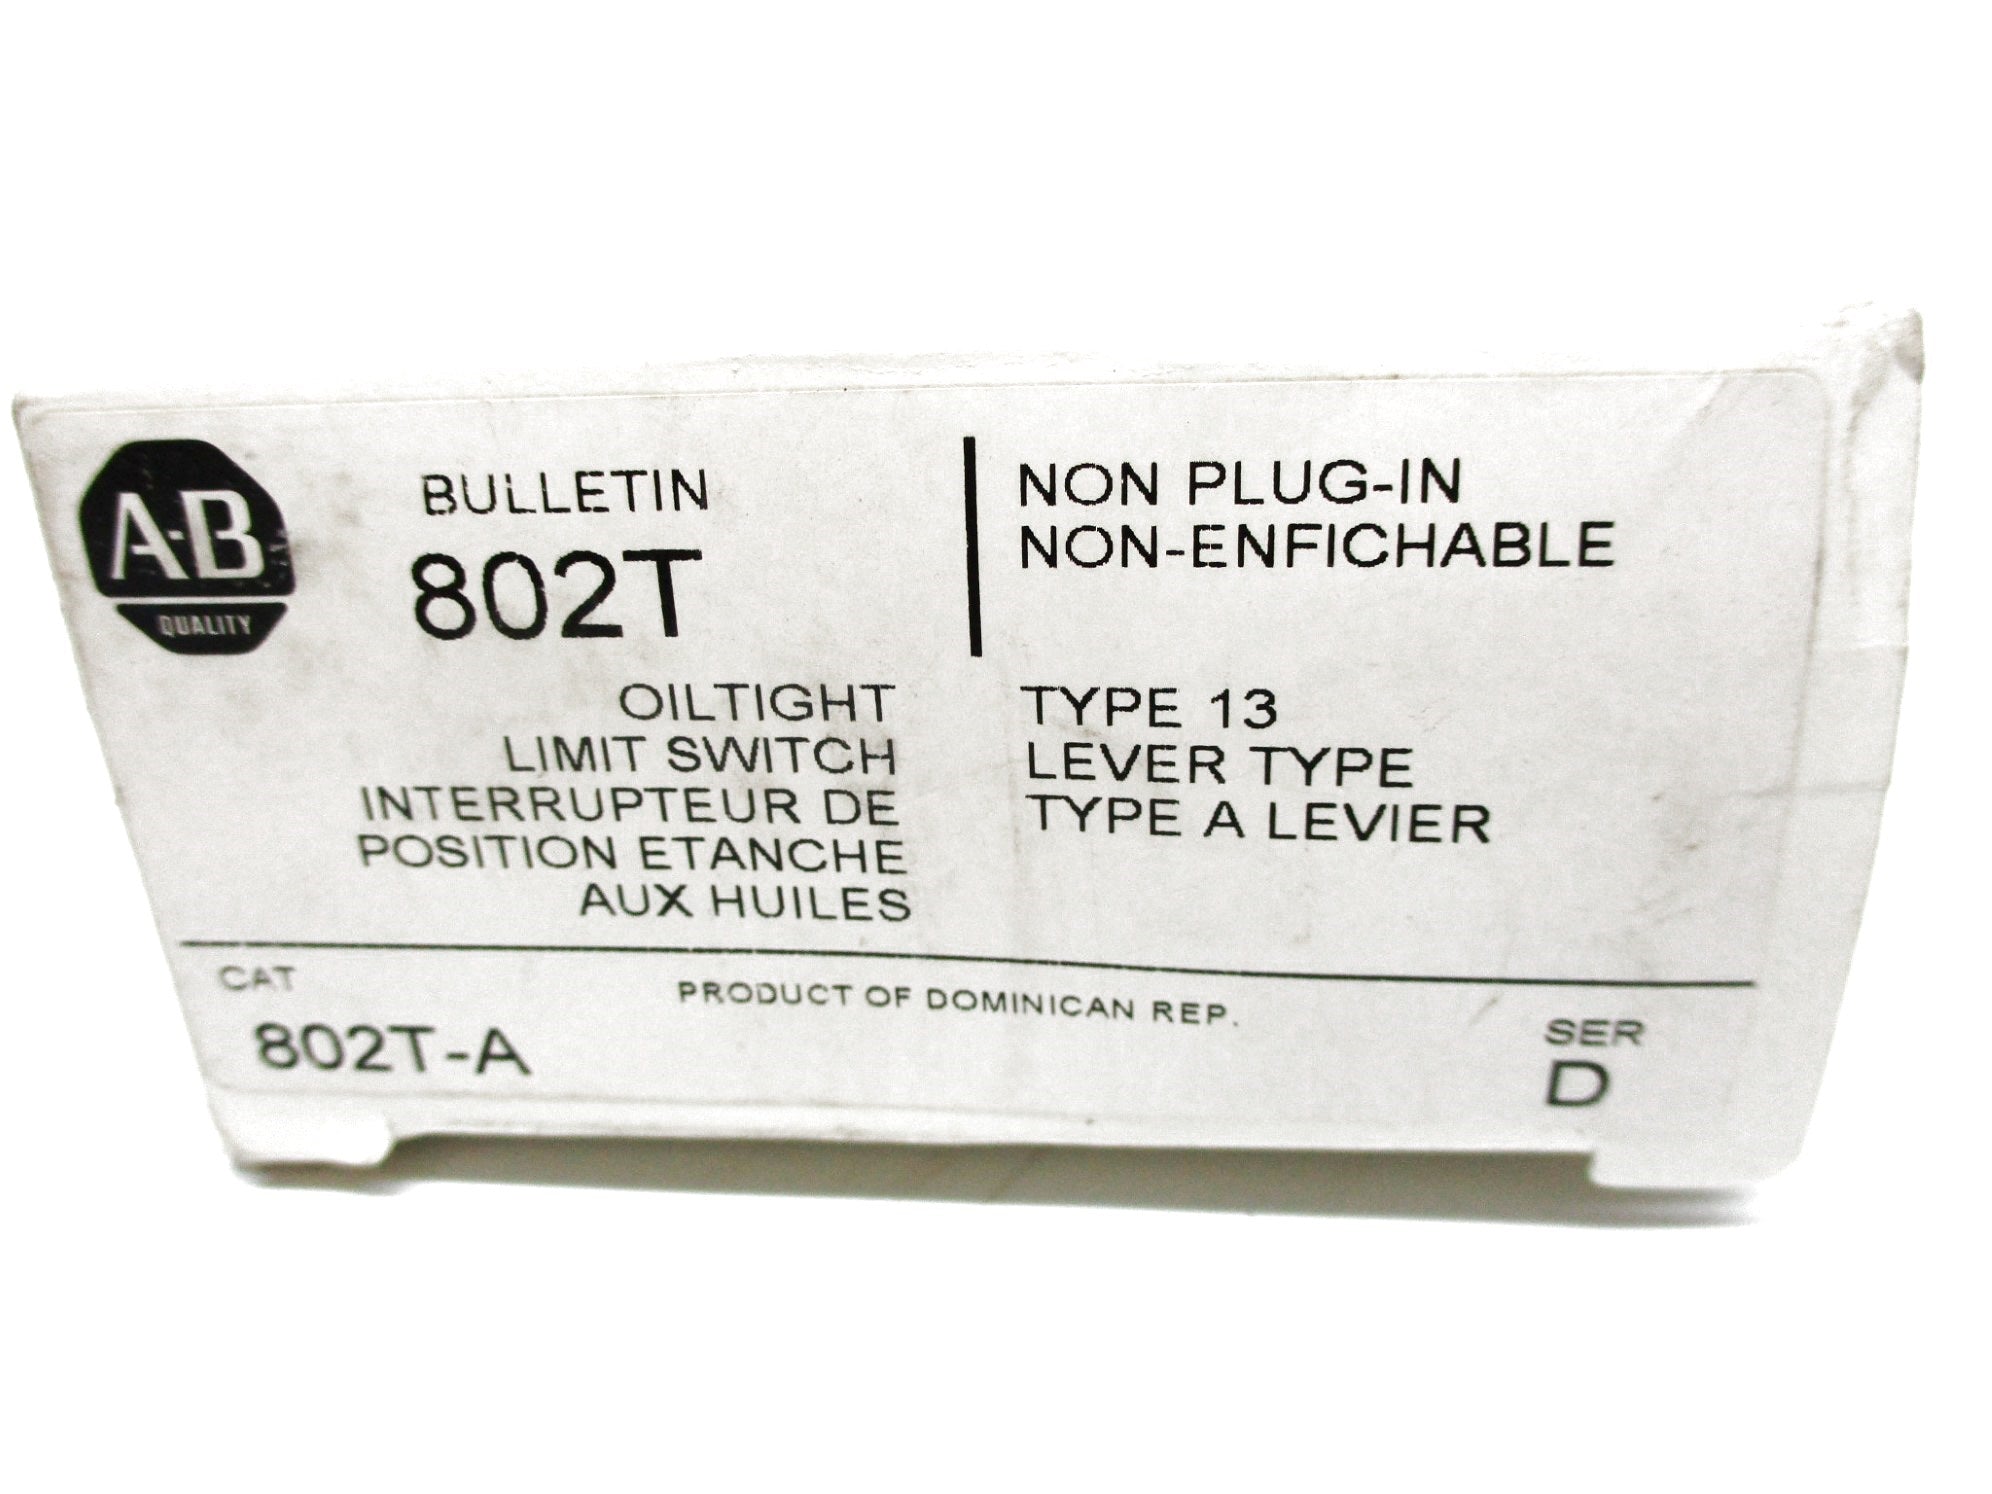 A-B
QUALITY
BULLETIN
802T
OILTIGHT
LIMIT SWITCH
INTERRUPTEUR DE
POSITION ETANCHE
AUX HUILES
NON PLUG-IN
NON-ENFICHABLE
TYPE 13
LEVER TYPE
TYPE A LEVIER
CAT
802T-A
PRODUCT OF DOMINICAN REP.
SER
D